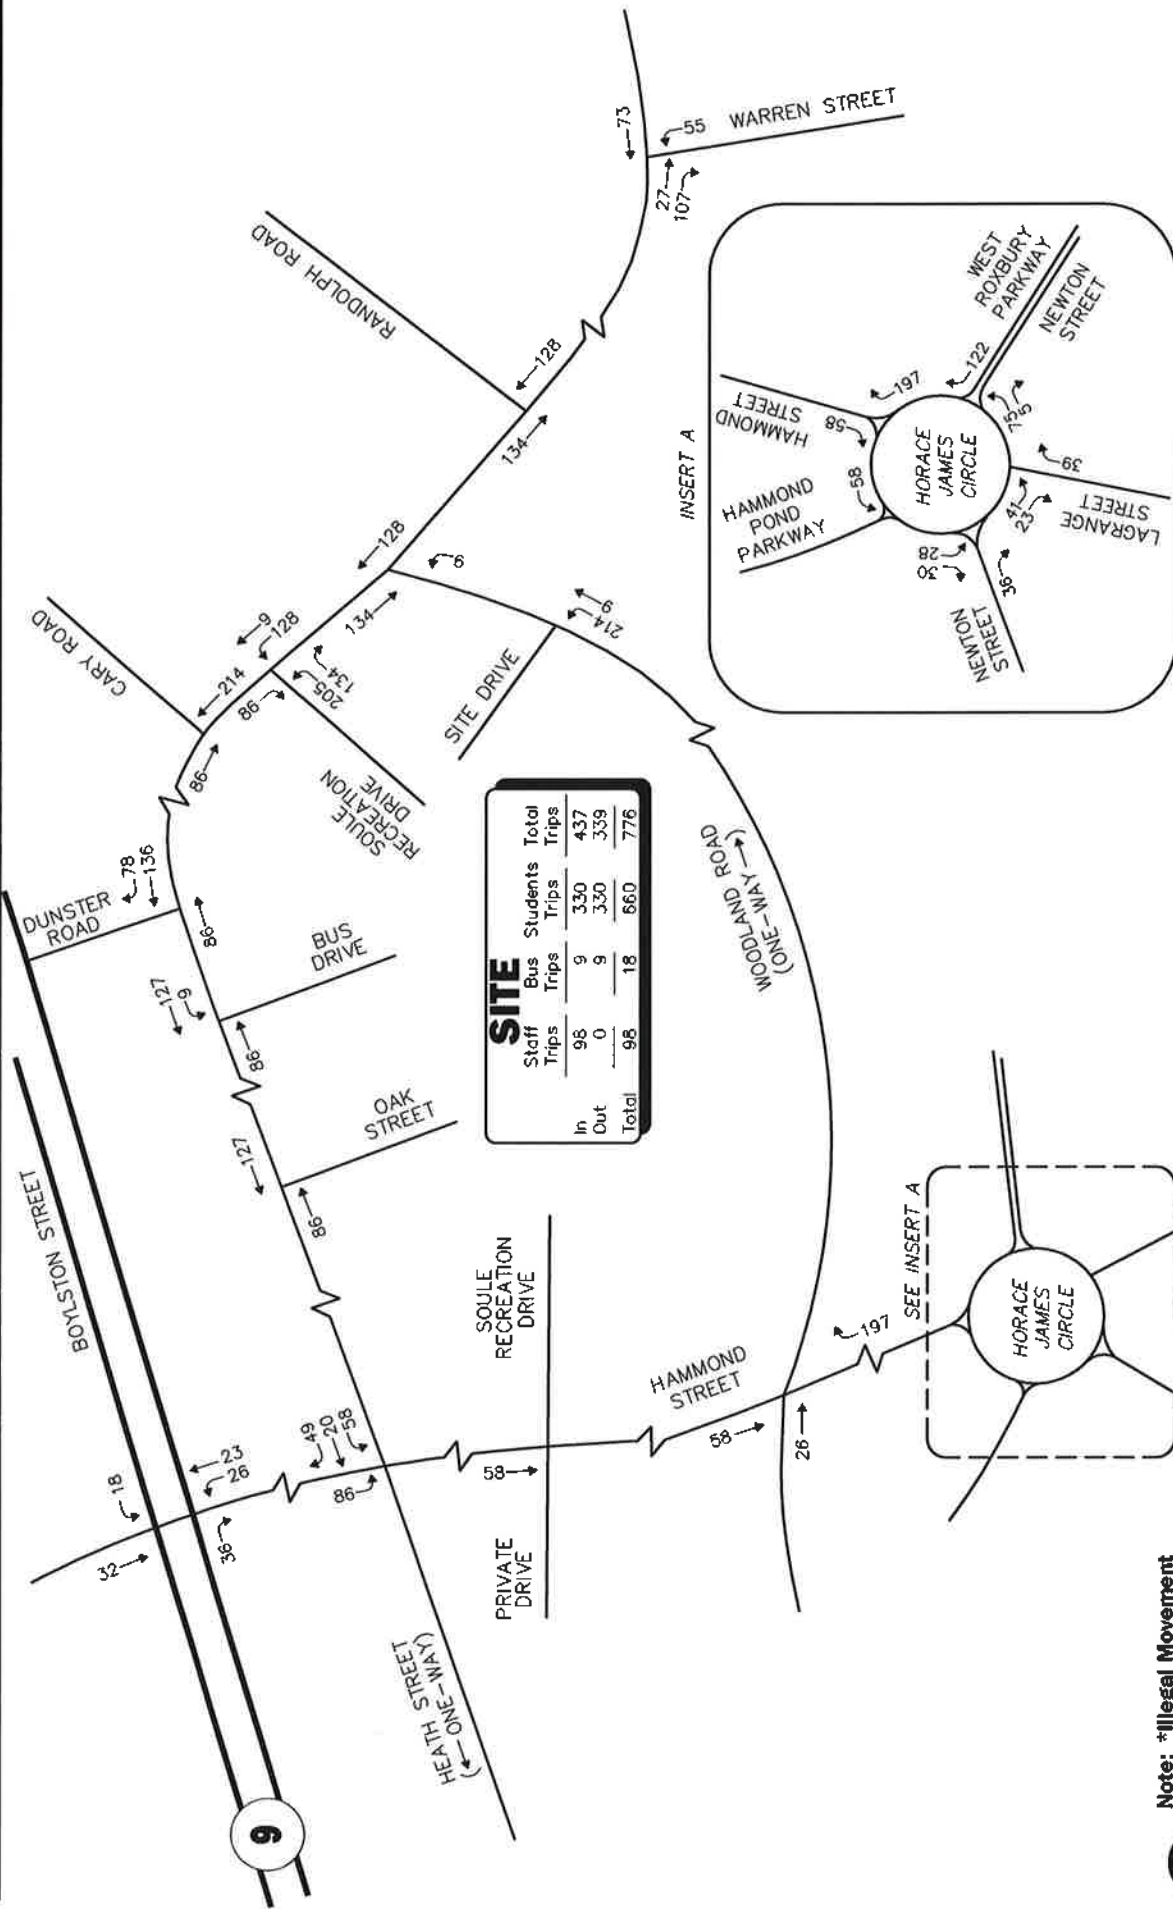 BOYLSTON STREET
9
DUNSTER
ROAD
78
136
CARY ROAD
RANDOLPH ROAD
WARREN STREET
73
55
27
107
128
134
128
134
9
128
214
86
205
134
9
214
9
86
SOULE
RECREATION
DRIVE
SITE DRIVE
86
127
9
86
BUS
DRIVE
127
86
OAK
STREET
18
32
23
26
36
49
20
58
86
HEATH STREET
(← ONE-WAY)
58
PRIVATE
DRIVE
SOULE
RECREATION
DRIVE
SITE
Staff Bus Students Total
Trips Trips Trips Trips
In 98 9 330 437
Out 0 9 330 339
Total 98 18 660 776
WOODLAND ROAD
(ONE-WAY →)
HAMMOND
STREET
58
26
197
SEE INSERT A
HORACE
JAMES
CIRCLE
INSERT A
HAMMOND
POND
PARKWAY
HAMMOND
STREET
58
58
197
122
WEST
ROXBURY
PARKWAY
NEWTON
STREET
75
5
HORACE
JAMES
CIRCLE
28
30
36
41
23
39
NEWTON
STREET
LAGRANGE
STREET
Note: *Illegal Movement